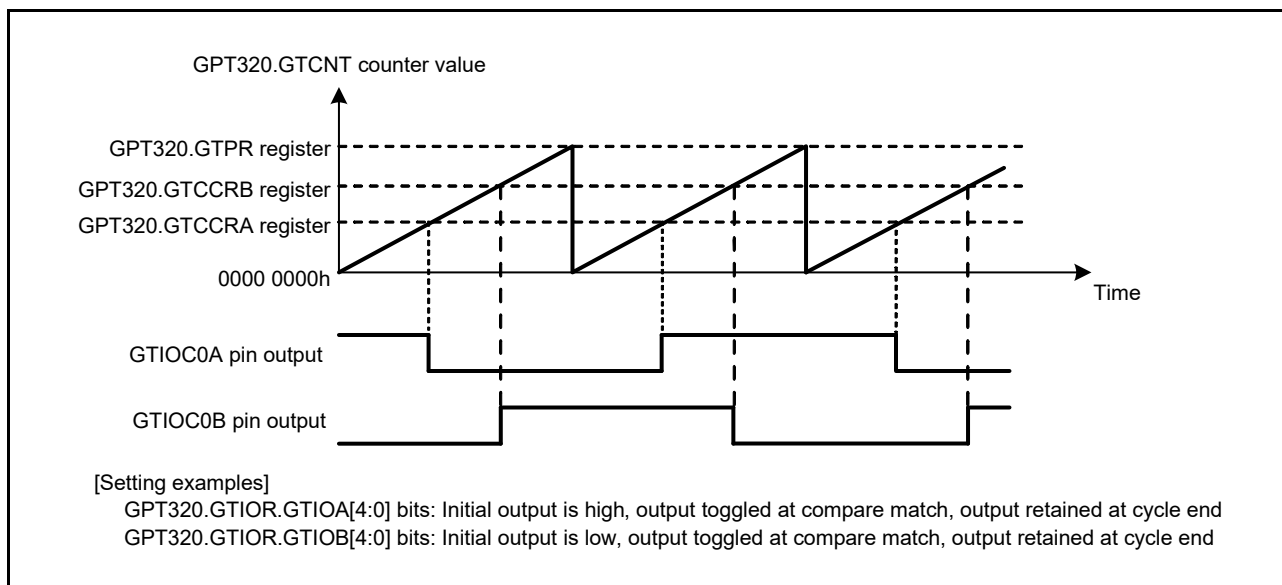 GPT320.GTCNT counter value
GPT320.GTPR register
GPT320.GTCCRB register
GPT320.GTCCRA register
0000 0000h
Time
GTIOC0A pin output
GTIOC0B pin output
[Setting examples]
GPT320.GTIOR.GTIOA[4:0] bits: Initial output is high, output toggled at compare match, output retained at cycle end
GPT320.GTIOR.GTIOB[4:0] bits: Initial output is low, output toggled at compare match, output retained at cycle end